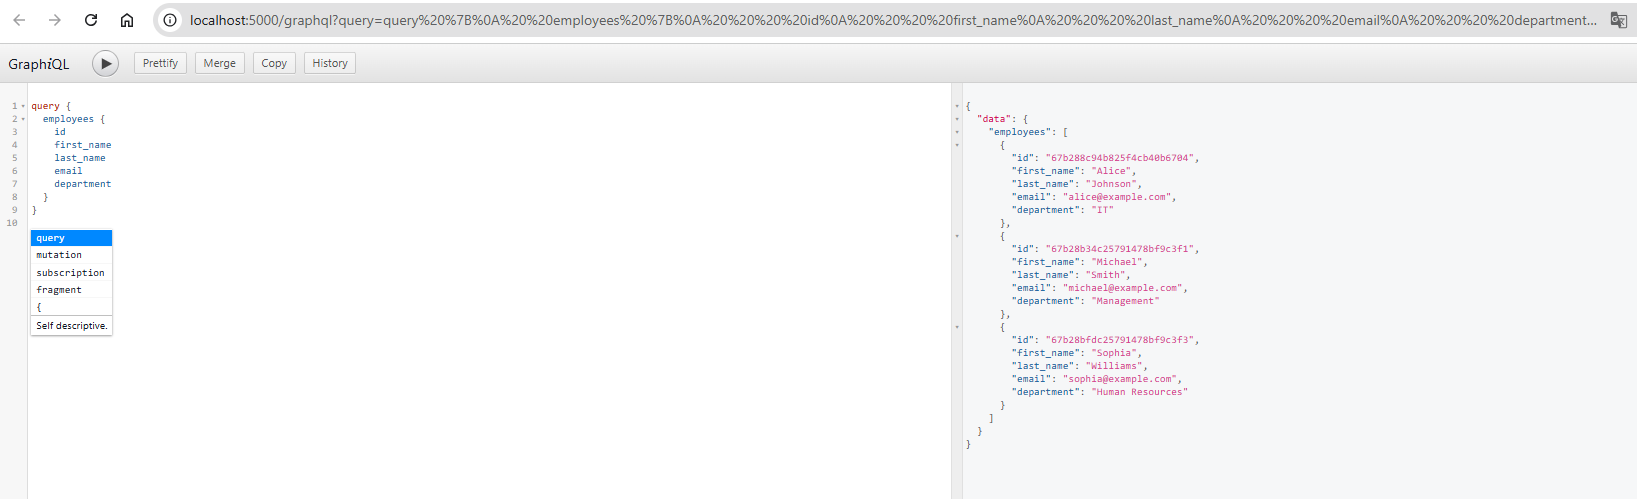 localhost:5000/graphql?query=query%20%7B%0A%20%20employees%20%7B%0A%20%20%20%20id%0A%20%20%20%20first_name%0A%20%20%20%20last_name%0A%20%20%20%20email%0A%20%20%20%20department...
GraphiQL
Prettify
Merge
Copy
History
1 query {
2   employees {
3     id
4     first_name
5     last_name
6     email
7     department
8   }
9 }
10
query
mutation
subscription
fragment
{
Self descriptive.
{
  "data": {
    "employees": [
      {
        "id": "67b288c94b825f4cb40b6704",
        "first_name": "Alice",
        "last_name": "Johnson",
        "email": "alice@example.com",
        "department": "IT"
      },
      {
        "id": "67b28b34c25791478bf9c3f1",
        "first_name": "Michael",
        "last_name": "Smith",
        "email": "michael@example.com",
        "department": "Management"
      },
      {
        "id": "67b28bfdc25791478bf9c3f3",
        "first_name": "Sophia",
        "last_name": "Williams",
        "email": "sophia@example.com",
        "department": "Human Resources"
      }
    ]
  }
}